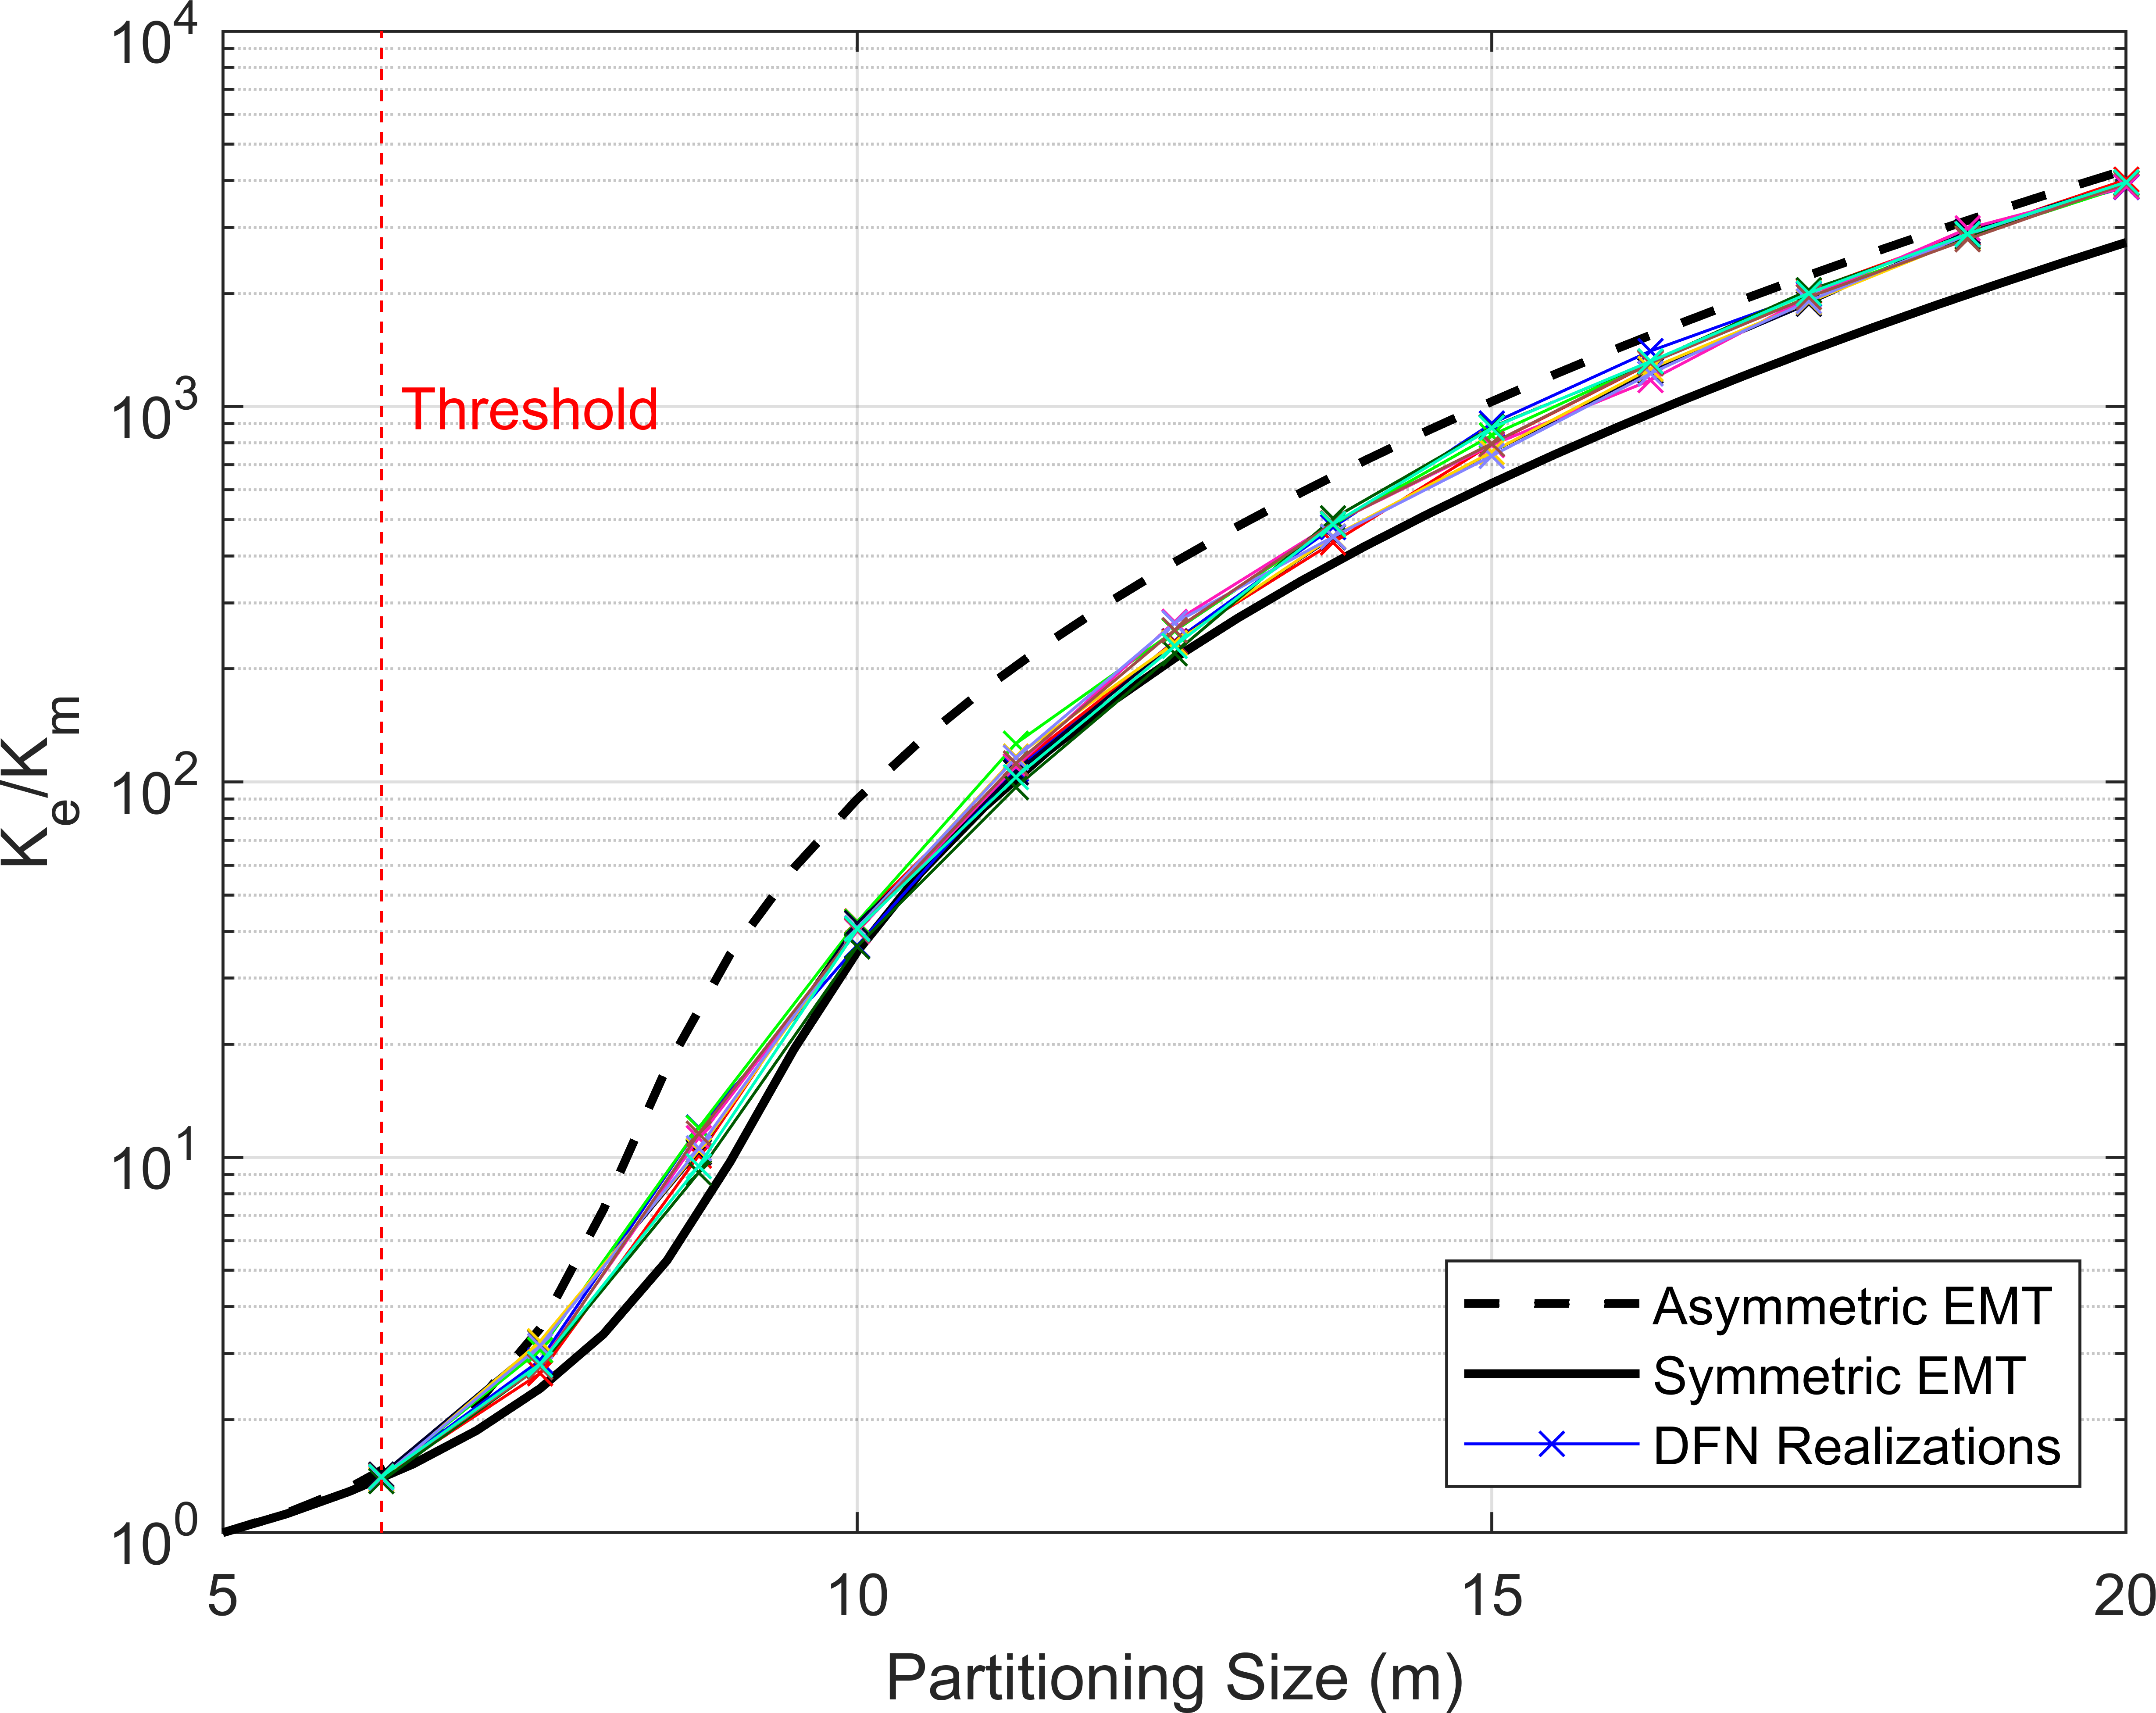 10^4
10^3
10^2
10^1
10^0
K_e/K_m
Threshold
Asymmetric EMT
Symmetric EMT
DFN Realizations
5 10 15 20
Partitioning Size (m)